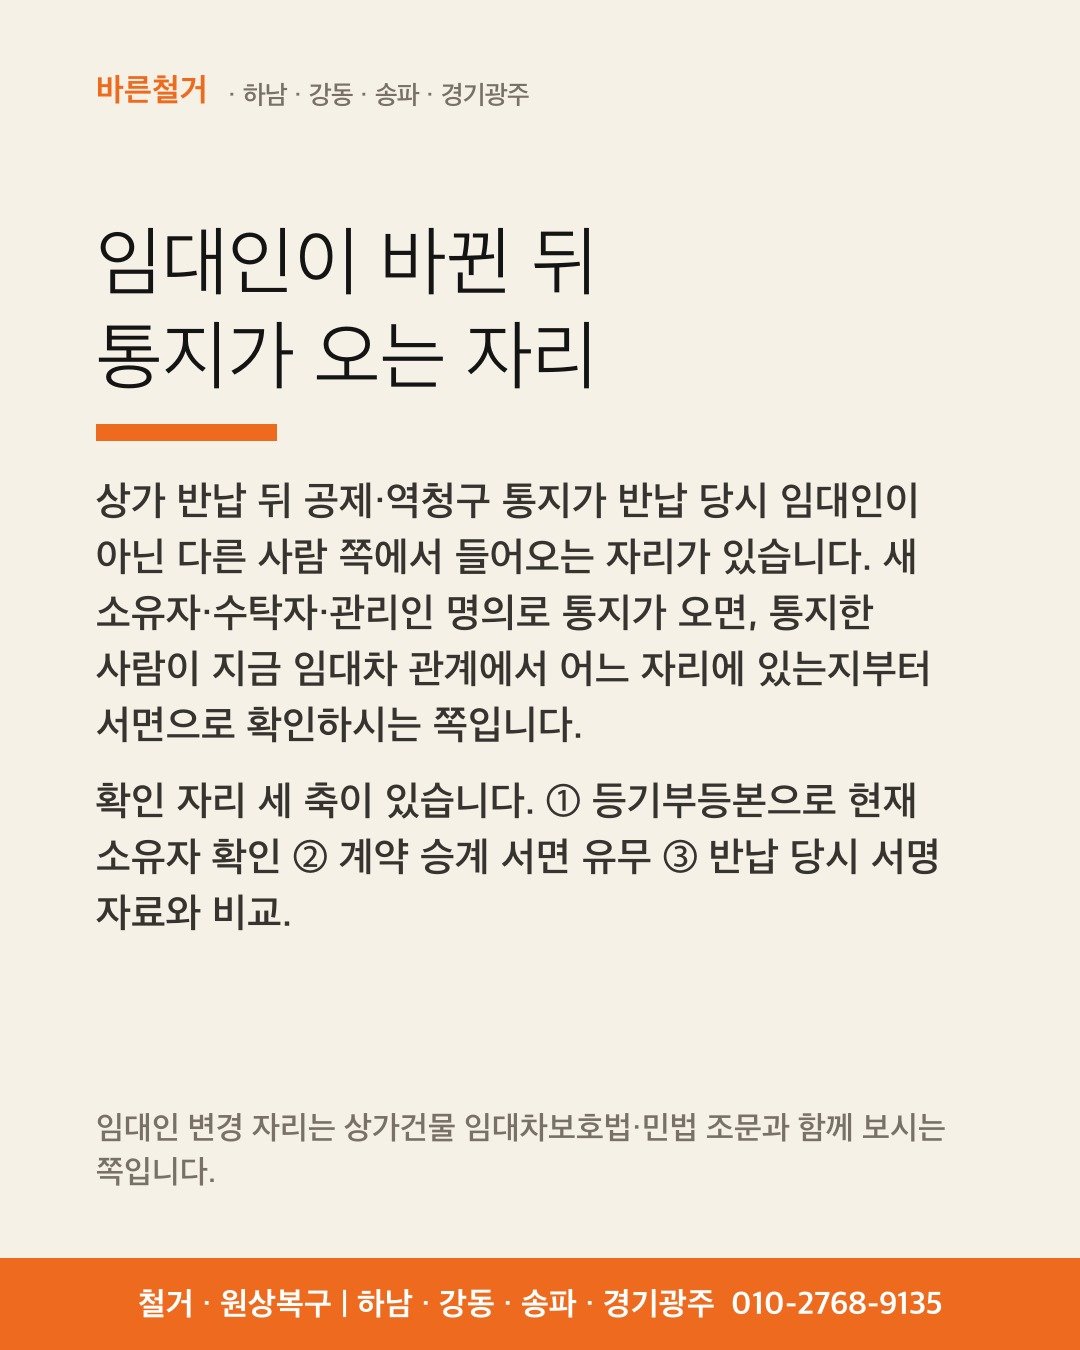 바른철거 · 하남 · 강동 · 송파 · 경기광주
임대인이 바뀐 뒤
통지가 오는 자리
상가 반납 뒤 공제·역청구 통지가 반납 당시 임대인이
아닌 다른 사람 쪽에서 들어오는 자리가 있습니다. 새
소유자·수탁자·관리인 명의로 통지가 오면, 통지한
사람이 지금 임대차 관계에서 어느 자리에 있는지부터
서면으로 확인하시는 쪽입니다.
확인 자리 세 축이 있습니다. ① 등기부등본으로 현재
소유자 확인 ② 계약 승계 서면 유무 ③ 반납 당시 서명
자료와 비교.
임대인 변경 자리는 상가건물 임대차보호법·민법 조문과 함께 보시는
쪽입니다.
철거 · 원상복구 | 하남 · 강동 · 송파 · 경기광주 010-2768-9135